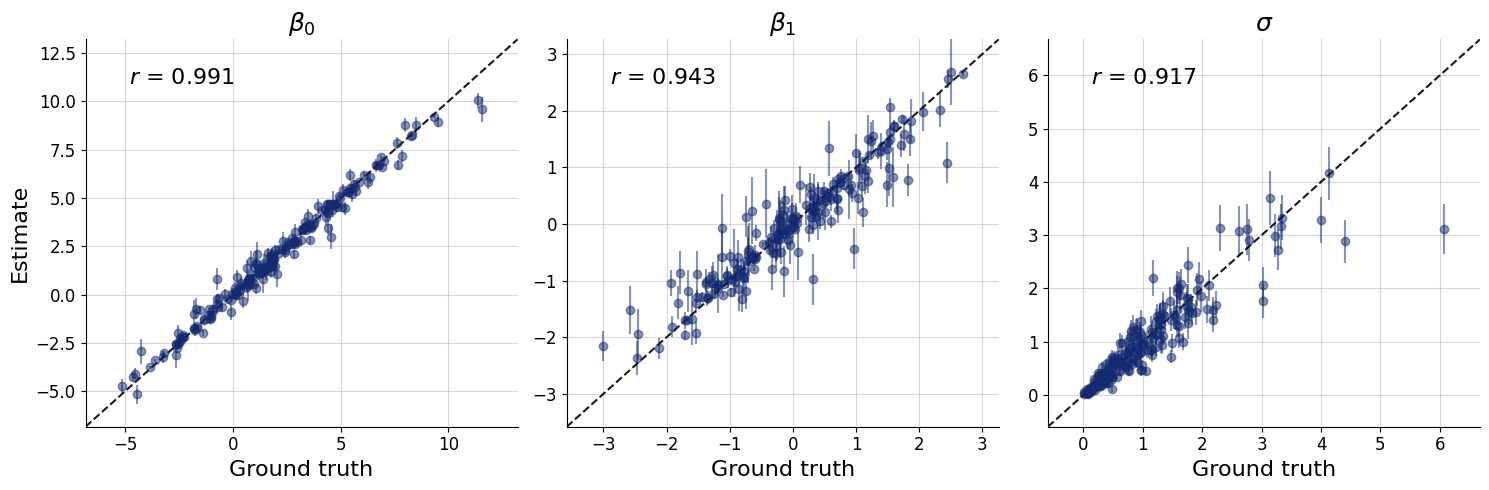 β₀
r = 0.991
12.5
10.0
7.5
5.0
2.5
0.0
−2.5
−5.0
Estimate
−5 0 5 10
Ground truth
β₁
r = 0.943
3
2
1
0
−1
−2
−3
−3 −2 −1 0 1 2 3
Ground truth
σ
r = 0.917
6
5
4
3
2
1
0
0 1 2 3 4 5 6
Ground truth